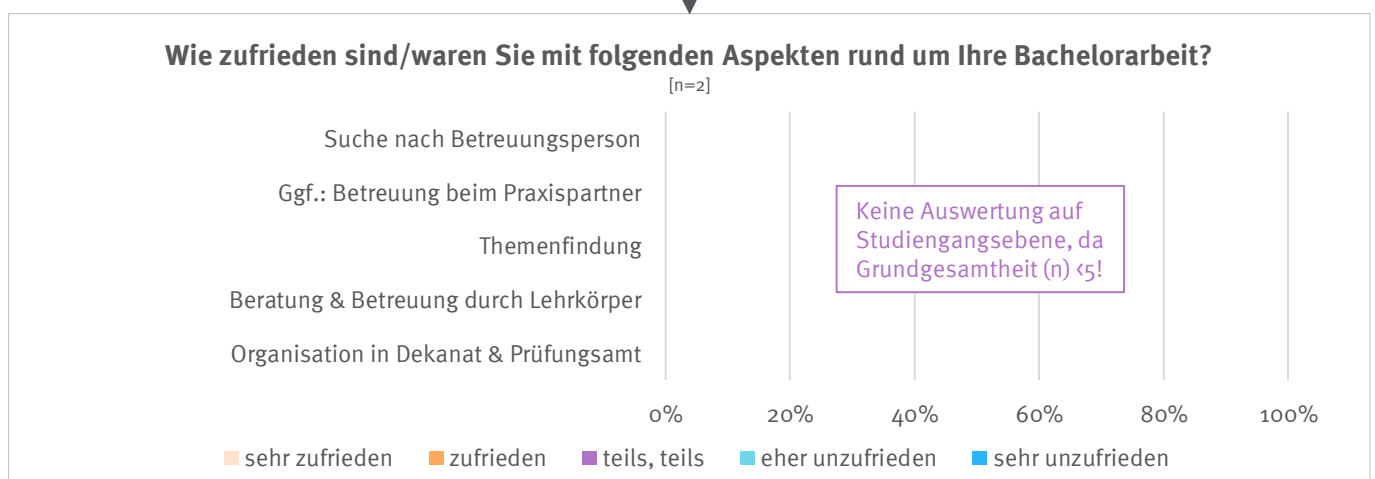 Wie zufrieden sind/waren Sie mit folgenden Aspekten rund um Ihre Bachelorarbeit?
[n=2]
Suche nach Betreuungsperson
Ggf.: Betreuung beim Praxispartner
Themenfindung
Beratung & Betreuung durch Lehrkörper
Organisation in Dekanat & Prüfungsamt
Keine Auswertung auf
Studiengangsebene, da
Grundgesamtheit (n) <5!
0% 20% 40% 60% 80% 100%
sehr zufrieden zufrieden teils, teils eher unzufrieden sehr unzufrieden